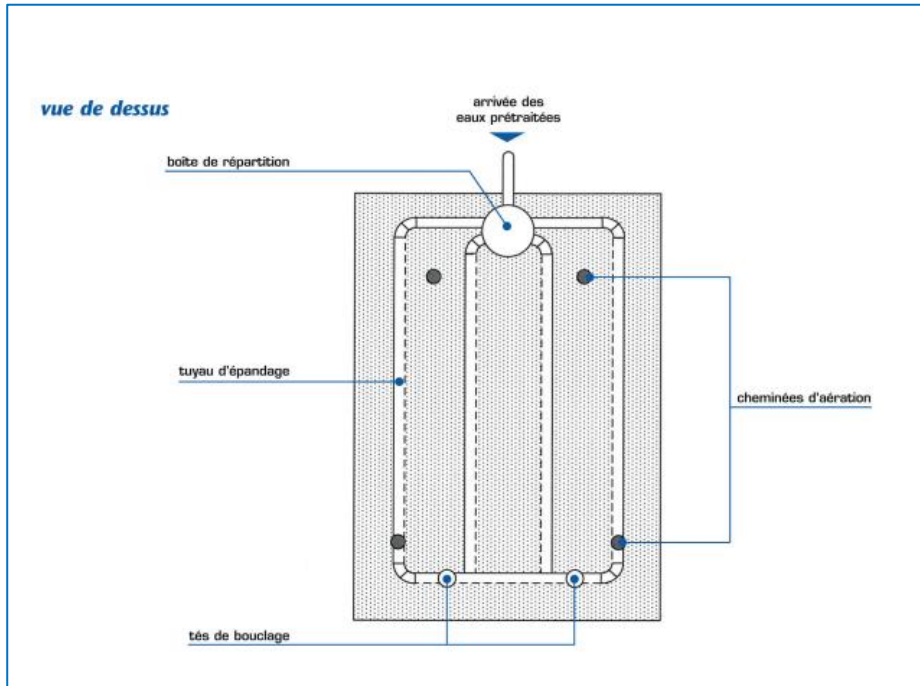 vue de dessus
arrivée des
eaux prétraitées
boîte de répartition
tuyau d'épandage
cheminées d'aération
tés de bouclage